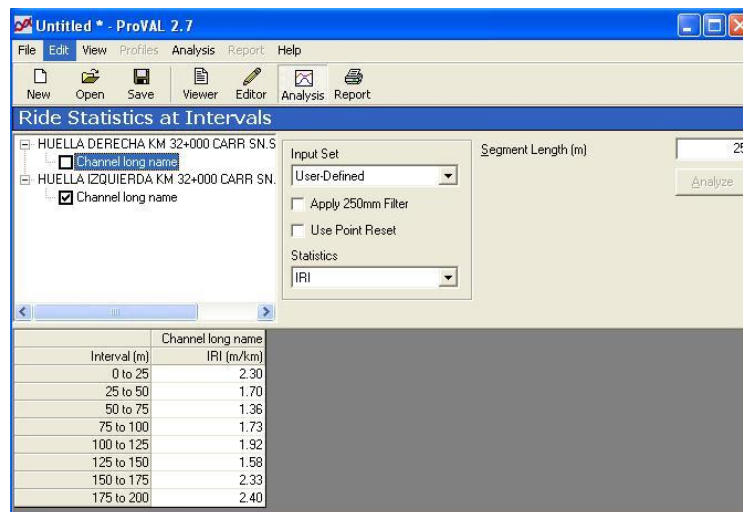 Untitled * - ProVAL 2.7
File Edit View Profiles Analysis Report Help
New Open Save Viewer Editor Analysis Report
Ride Statistics at Intervals
HUELLA DERECHA KM 32+000 CARR SN.S
Channel long name
HUELLA IZQUIERDA KM 32+000 CARR SN.
Channel long name
Input Set
User-Defined
Apply 250mm Filter
Use Point Reset
Statistics
IRI
Segment Length (m) 25
Analyze
Channel long name
Interval (m) IRI (m/km)
0 to 25 2.30
25 to 50 1.70
50 to 75 1.36
75 to 100 1.73
100 to 125 1.92
125 to 150 1.58
150 to 175 2.33
175 to 200 2.40